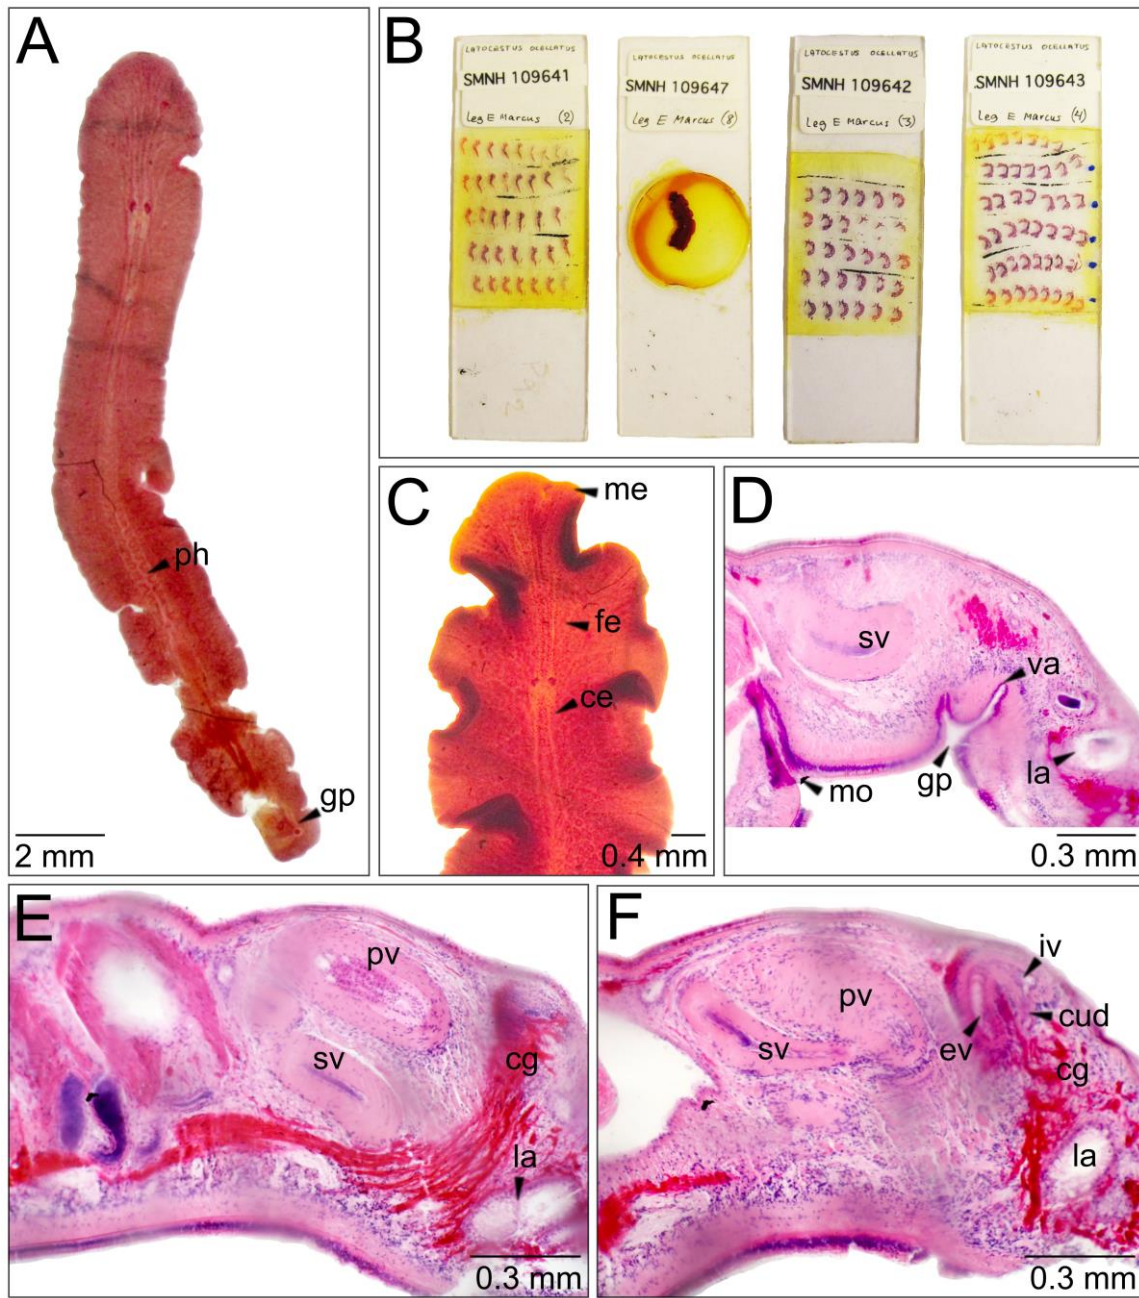 A
ph
gp
2 mm
B
LATOCESTUS OCELLATUS
SMNH 109641
Leg E Marcus (2)
LATOCESTUS OCELLATUS
SMNH 109647
Leg E Marcus (8)
LATOCESTUS OCELLATUS
SMNH 109642
Leg E Marcus (3)
LATOCESTUS OCELLATUS
SMNH 109643
Leg E Marcus (4)
C
me
fe
ce
0.4 mm
D
sv
va
la
gp
mo
0.3 mm
E
pv
sv
cg
la
0.3 mm
F
iv
pv
cud
sv
ev
cg
la
0.3 mm